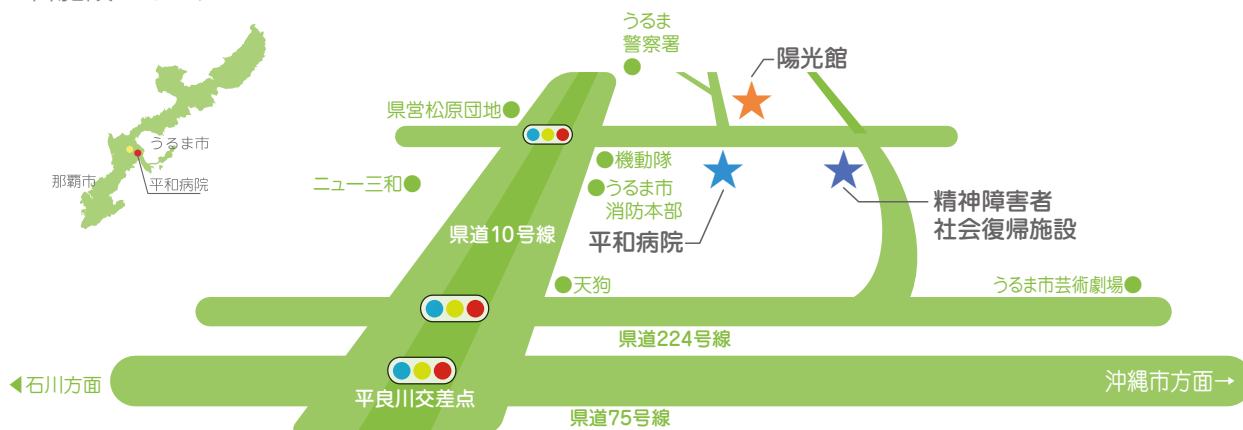 うるま
警察署
陽光館
県営松原団地
うるま市
那覇市
平和病院
ニュー三和
機動隊
うるま市
消防本部
平和病院
精神障害者
社会復帰施設
県道10号線
天狗
うるま市芸術劇場
県道224号線
石川方面
沖縄市方面→
平良川交差点
県道75号線